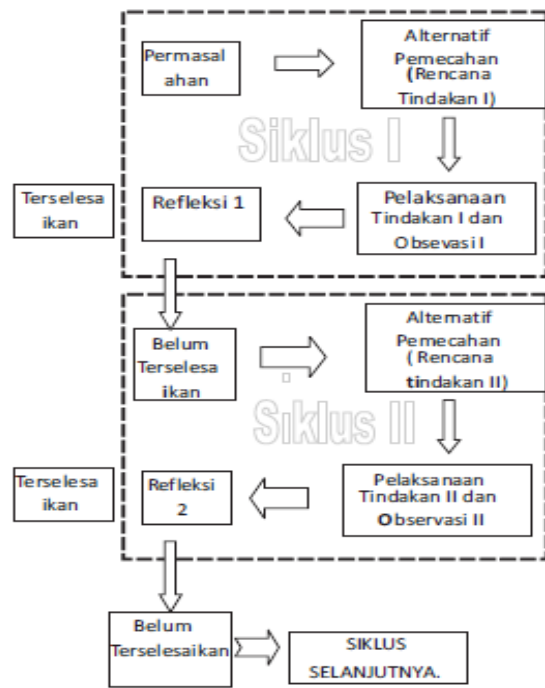 Permasal
ahan
Alternatif
Pemecahan
(Rencana
Tindakan I)
Siklus I
Terselesa
ikan
Refleksi 1
Pelaksanaan
Tindakan I dan
Obsevasi I
Belum
Terselesa
ikan
Alternatif
Pemecahan
( Rencana
tindakan II)
Siklus II
Terselesa
ikan
Refleksi
2
Pelaksanaan
Tindakan II dan
Observasi II
Belum
Terselesaikan
SIKLUS
SELANJUTNYA.